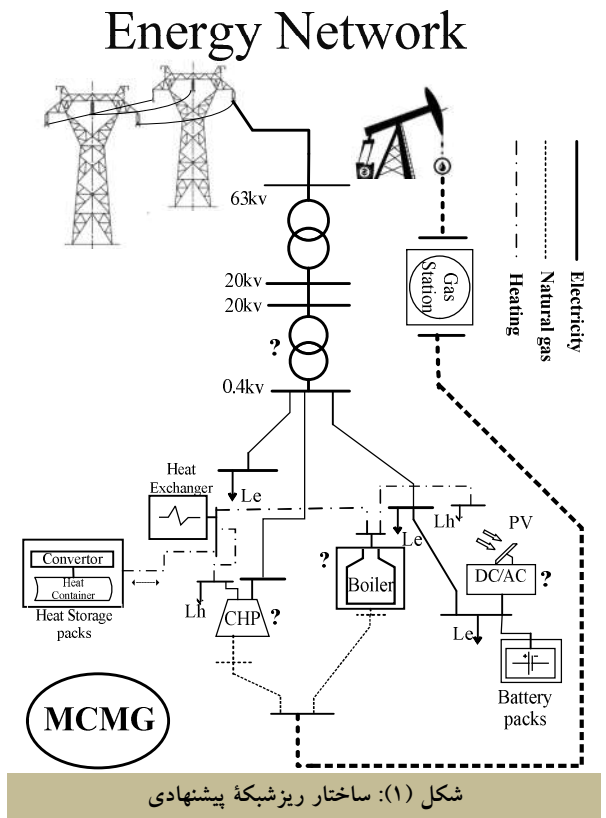 Energy Network
63kv
20kv
20kv
?
0.4kv
Gas
Station
Heating
Natural gas
Electricity
Heat
Exchanger
Le
Convertor
Heat
Container
Heat Storage
packs
Lh
CHP
?
?
Boiler
Le
Lh
PV
DC/AC
?
Le
Battery
packs
MCMG
شکل (۱): ساختار ریزشبکۀ پیشنهادی